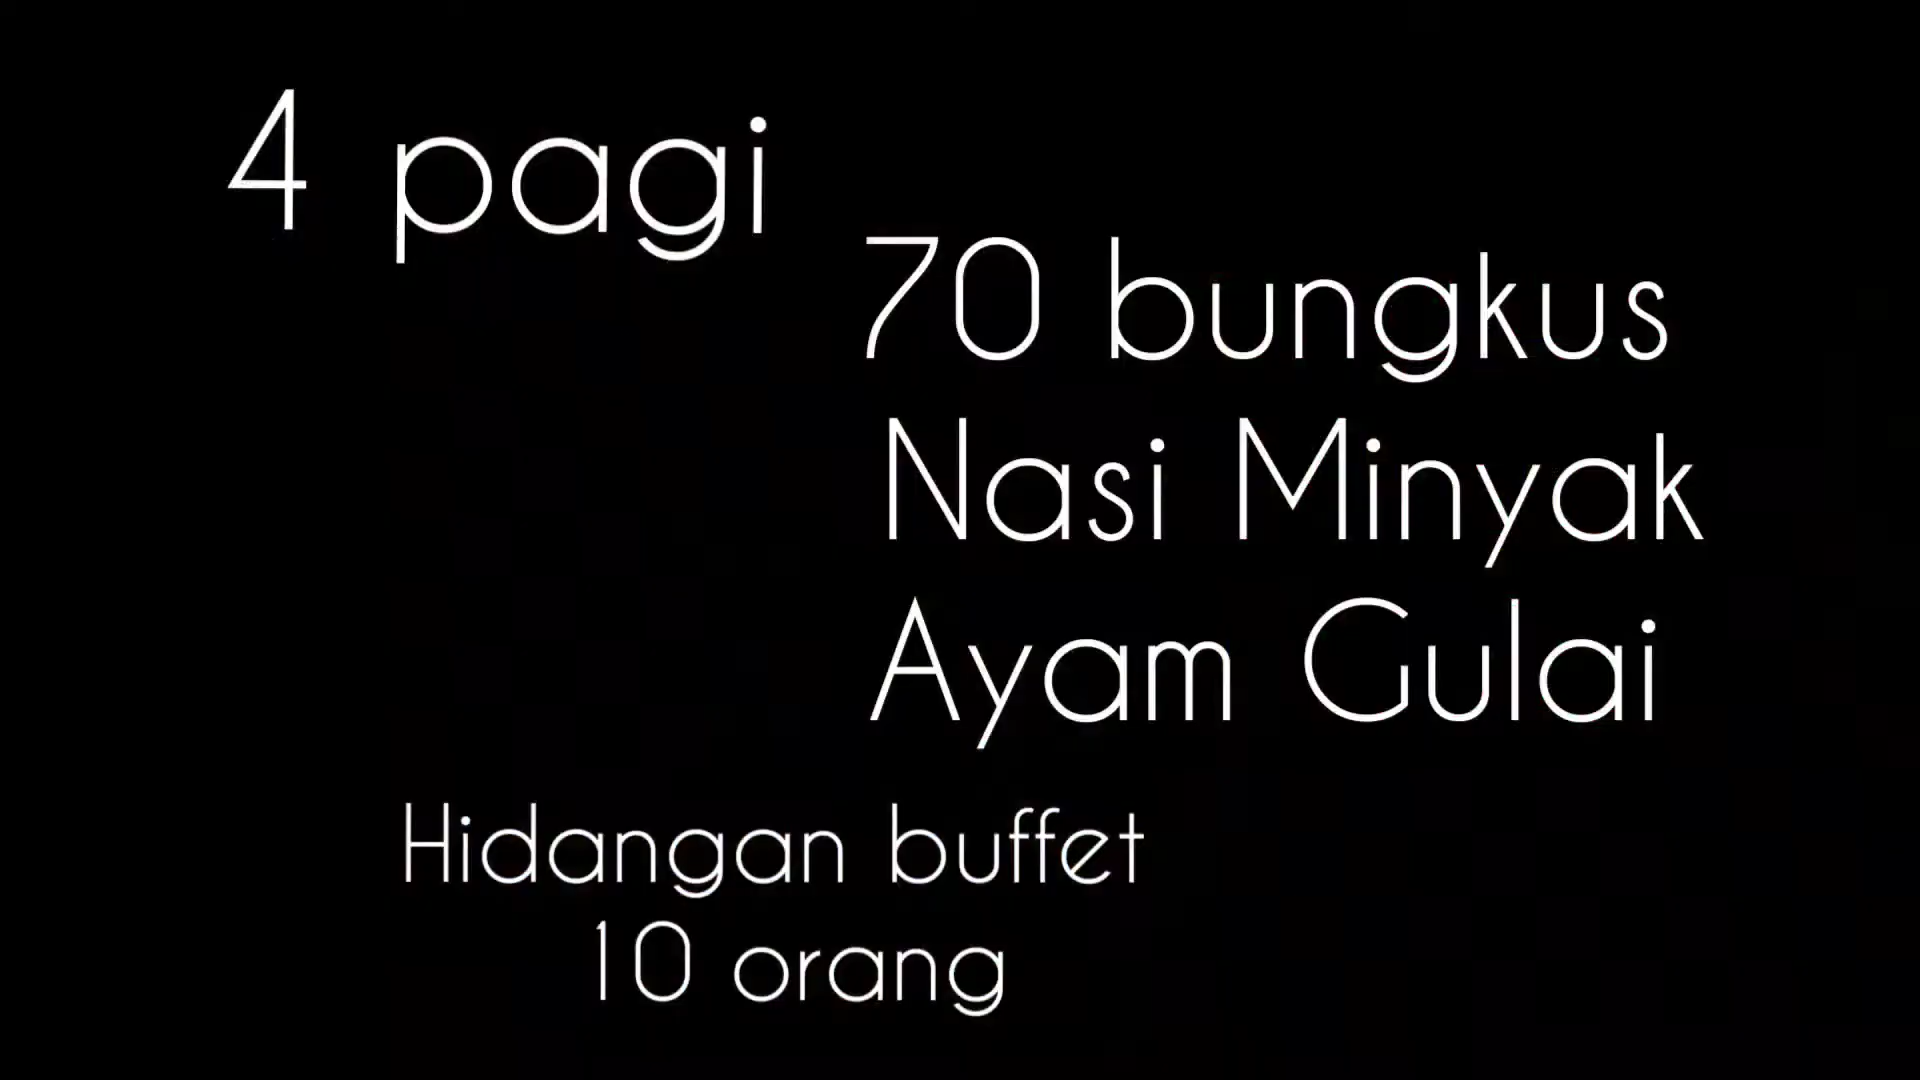 4 pagi
70 bungkus
Nasi Minyak
Ayam Gulai
Hidangan buffet
10 orang